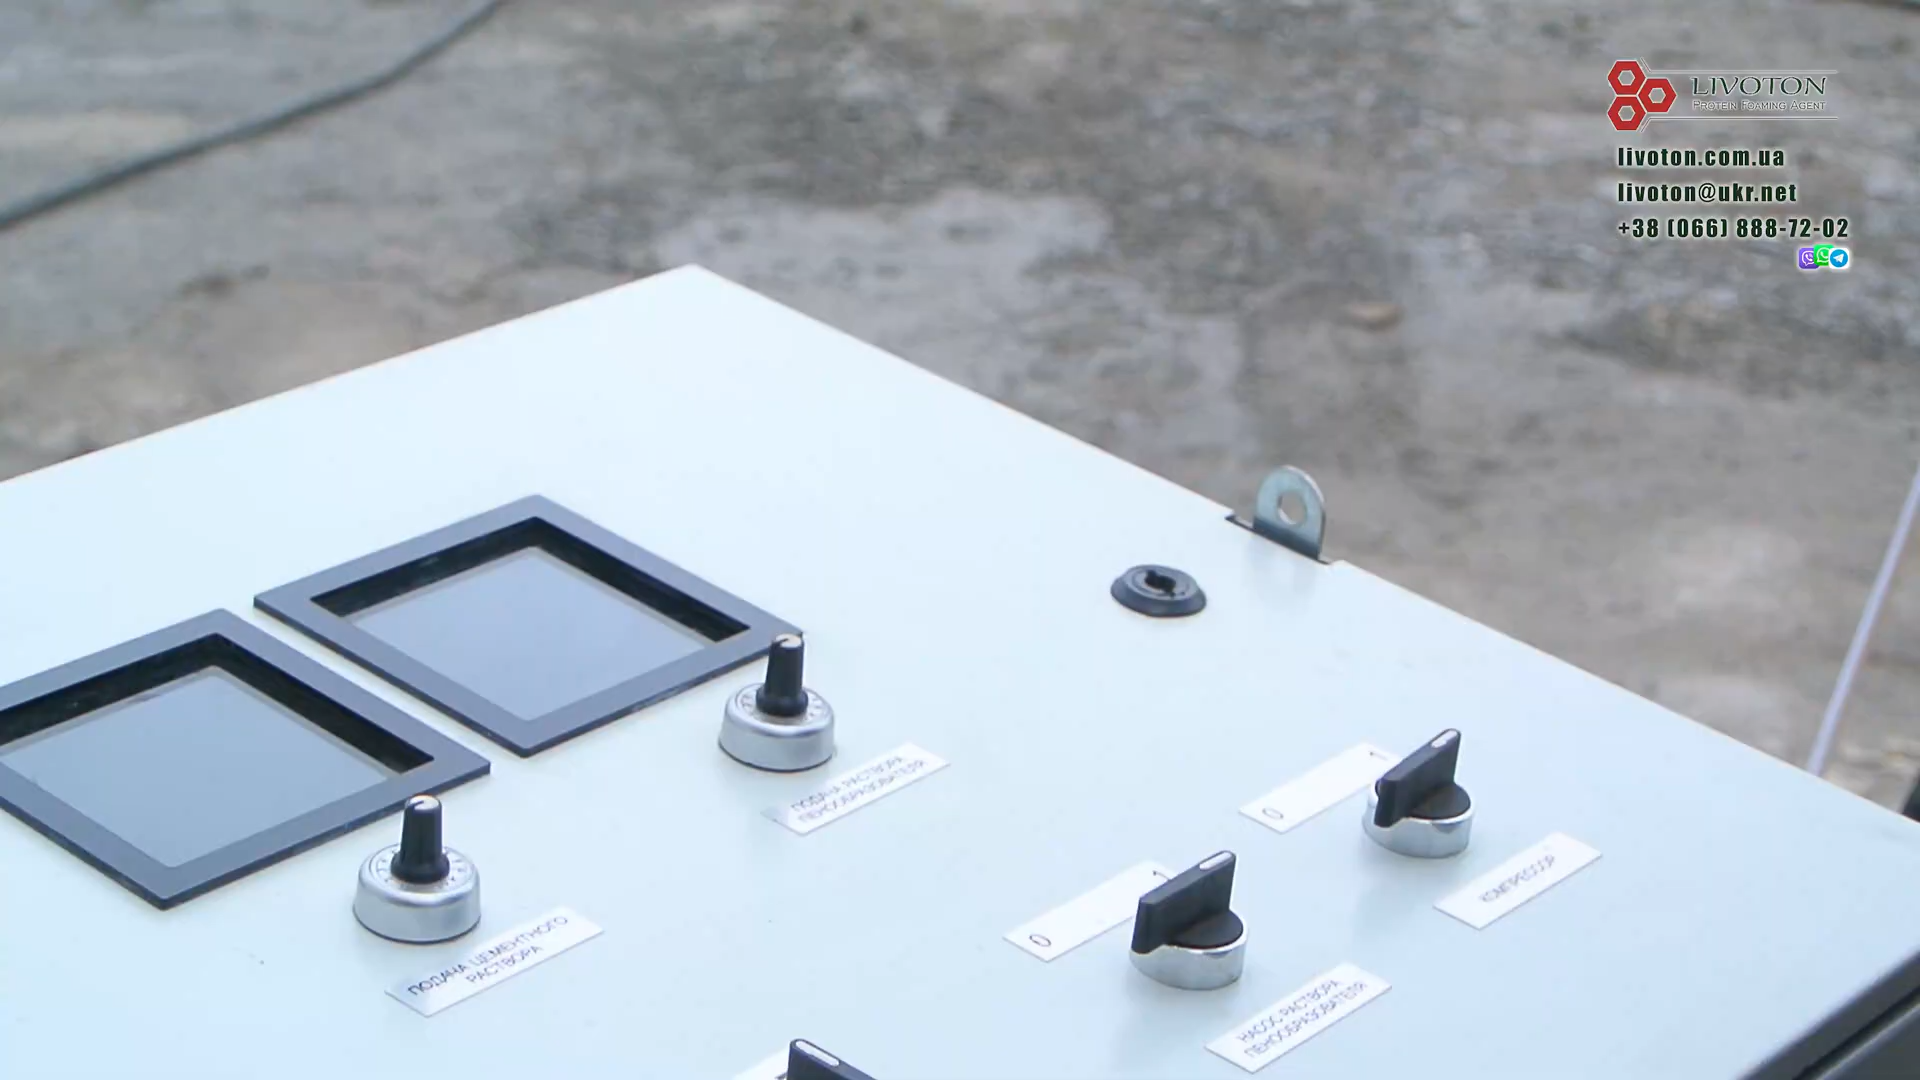 LIVOTON
PROTEIN FOAMING AGENT
livoton.com.ua
livoton@ukr.net
+38 (066) 888-72-02
ПОДАЧА РАСТВОРА
ПЕНООБРАЗОВАТЕЛЯ
0 1
КОМПРЕССОР
ПОДАЧА ЦЕМЕНТНОГО
РАСТВОРА
0 1
НАСОС РАСТВОРА
ПЕНООБРАЗОВАТЕЛЯ